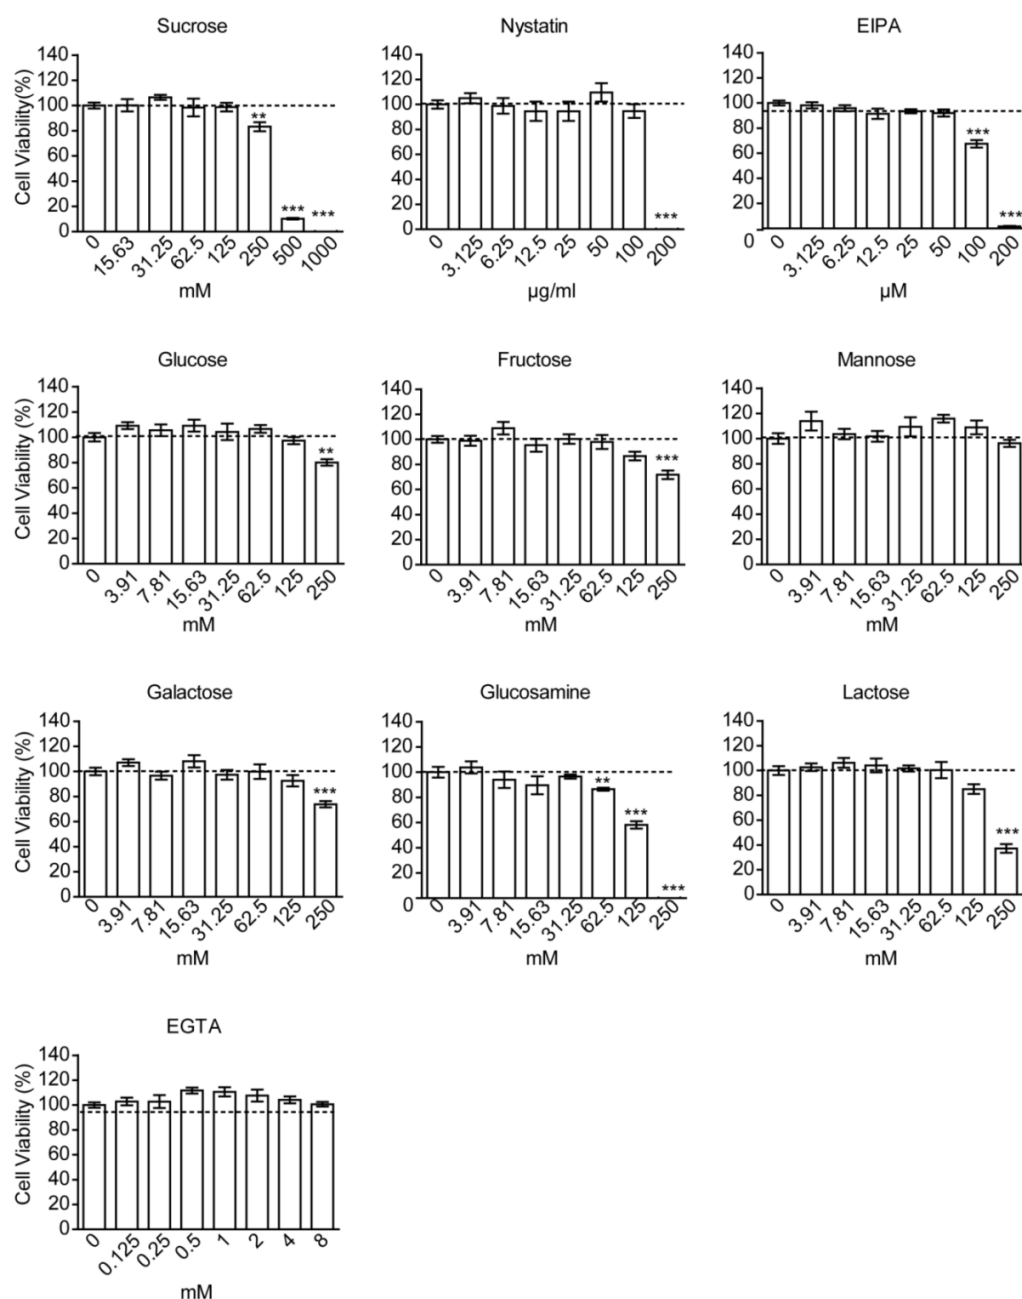 Sucrose Nystatin EIPA
Cell Viability(%)
140 140 140
120 120 120
100 100 100
80 80 80
60 60 60
40 40 40
20 20 20
0 0 0
** *** ***
***
*** ***
0 15.63 31.25 62.5 125 250 500 1000
0 3.125 6.25 12.5 25 50 100 200
0 3.125 6.25 12.5 25 50 100 200
mM µg/ml µM
Glucose Fructose Mannose
Cell Viability (%)
140 140 140
120 120 120
100 100 100
80 80 80
60 60 60
40 40 40
20 20 20
0 0 0
** ***
0 3.91 7.81 15.63 31.25 62.5 125 250
0 3.91 7.81 15.63 31.25 62.5 125 250
0 3.91 7.81 15.63 31.25 62.5 125 250
mM mM mM
Galactose Glucosamine Lactose
Cell Viability (%)
140 140 140
120 120 120
100 100 100
80 80 80
60 60 60
40 40 40
20 20 20
0 0 0
*** ** *** *** ***
0 3.91 7.81 15.63 31.25 62.5 125 250
0 3.91 7.81 15.63 31.25 62.5 125 250
0 3.91 7.81 15.63 31.25 62.5 125 250
mM mM mM
EGTA
Cell Viability (%)
140
120
100
80
60
40
20
0
0 0.125 0.25 0.5 1 2 4 8
mM